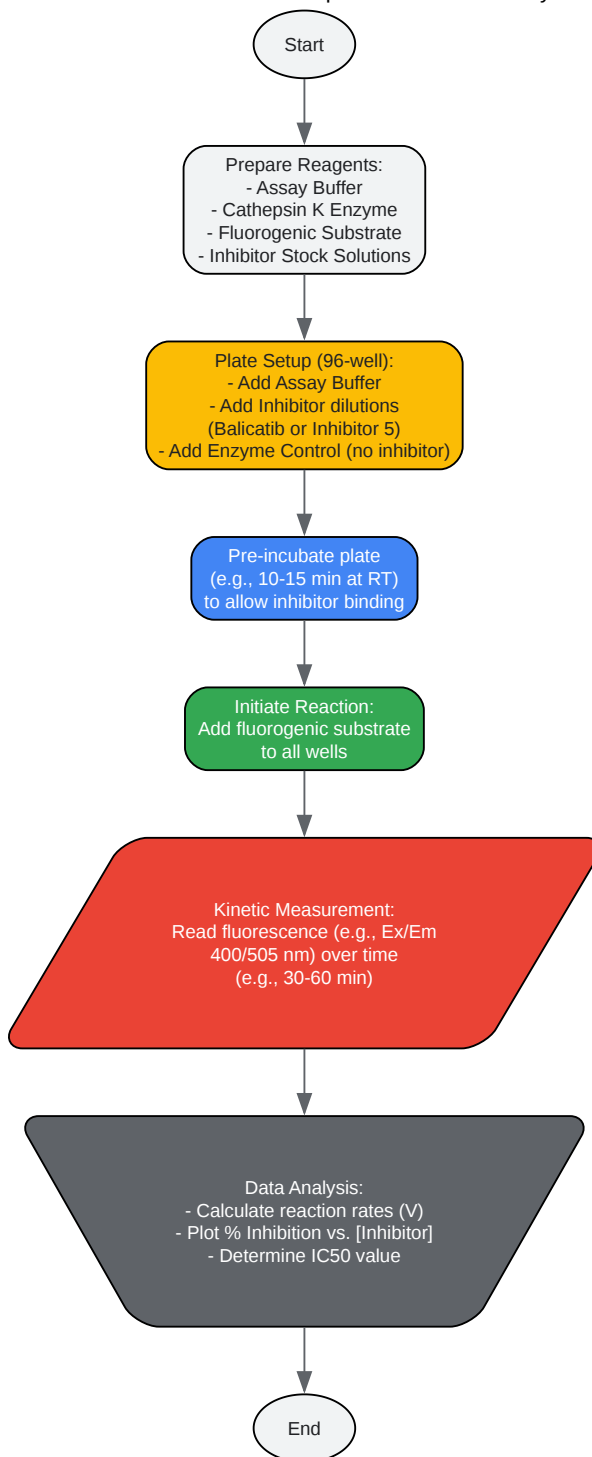 Start
Prepare Reagents:
- Assay Buffer
- Cathepsin K Enzyme
- Fluorogenic Substrate
- Inhibitor Stock Solutions
Plate Setup (96-well):
- Add Assay Buffer
- Add Inhibitor dilutions
(Balicatib or Inhibitor 5)
- Add Enzyme Control (no inhibitor)
Pre-incubate plate
(e.g., 10-15 min at RT)
to allow inhibitor binding
Initiate Reaction:
Add fluorogenic substrate
to all wells
Kinetic Measurement:
Read fluorescence (e.g., Ex/Em
400/505 nm) over time
(e.g., 30-60 min)
Data Analysis:
- Calculate reaction rates (V)
- Plot % Inhibition vs. [Inhibitor]
- Determine IC50 value
End